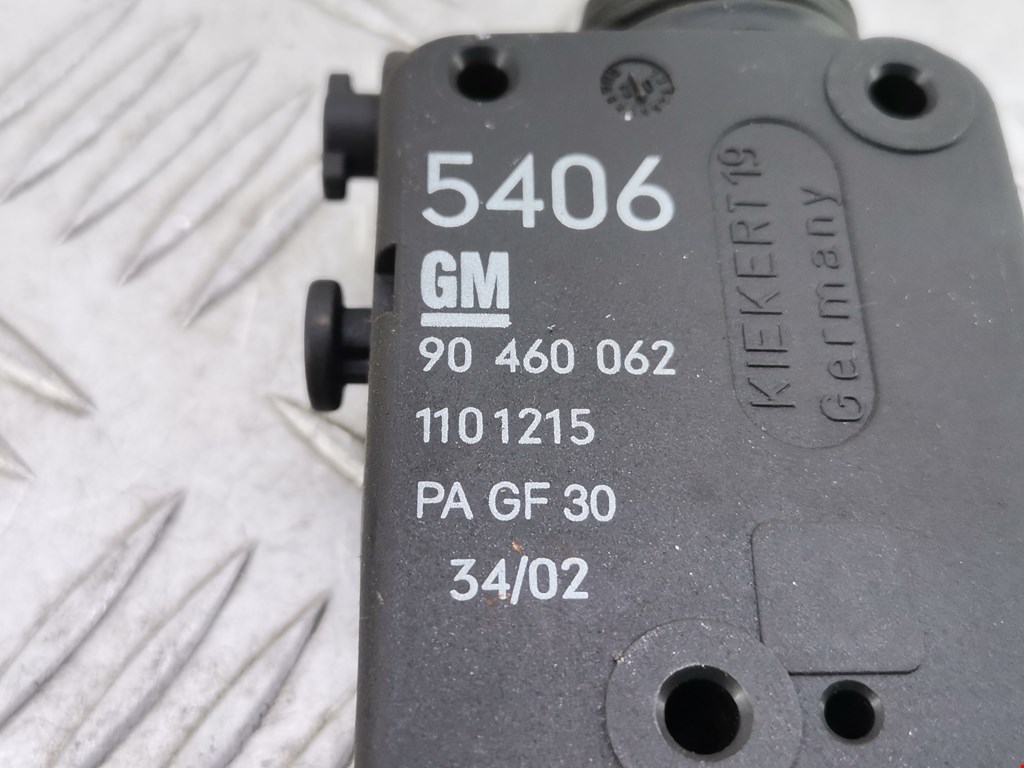 5406
GM
90 460 062
1101215
PA GF 30
34/02
KIEKERT 19
Germany